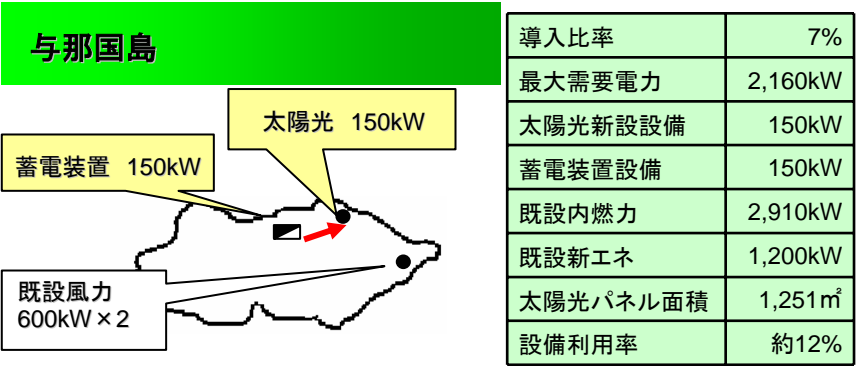 与那国島
太陽光 150kW
蓄電装置 150kW
既設風力
600kW×2
導入比率 7%
最大需要電力 2,160kW
太陽光新設設備 150kW
蓄電装置設備 150kW
既設内燃力 2,910kW
既設新エネ 1,200kW
太陽光パネル面積 1,251㎡
設備利用率 約12%